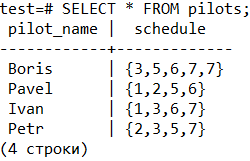 test=# SELECT * FROM pilots;
 pilot_name |  schedule
------------+-------------
 Boris      | {3,5,6,7,7}
 Pavel      | {1,2,5,6}
 Ivan       | {1,3,6,7}
 Petr       | {2,3,5,7}
(4 строки)